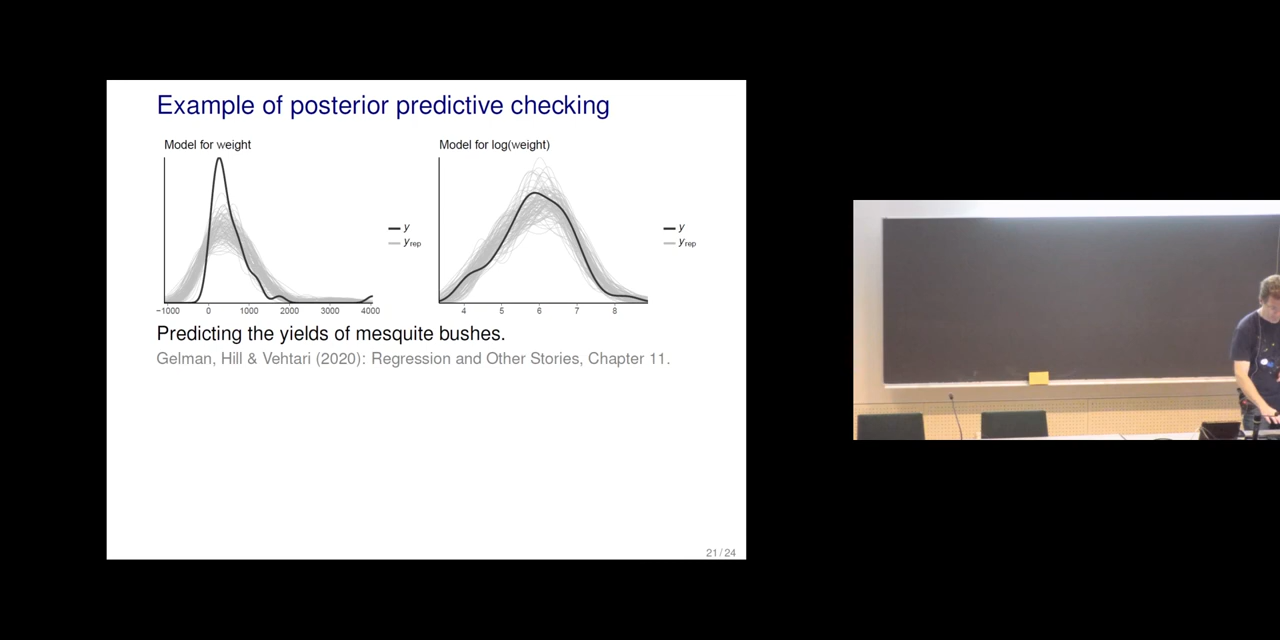 Example of posterior predictive checking
Model for weight
Model for log(weight)
y
yrep
y
yrep
−1000 0 1000 2000 3000 4000
4 5 6 7 8
Predicting the yields of mesquite bushes.
Gelman, Hill & Vehtari (2020): Regression and Other Stories, Chapter 11.
21 / 24